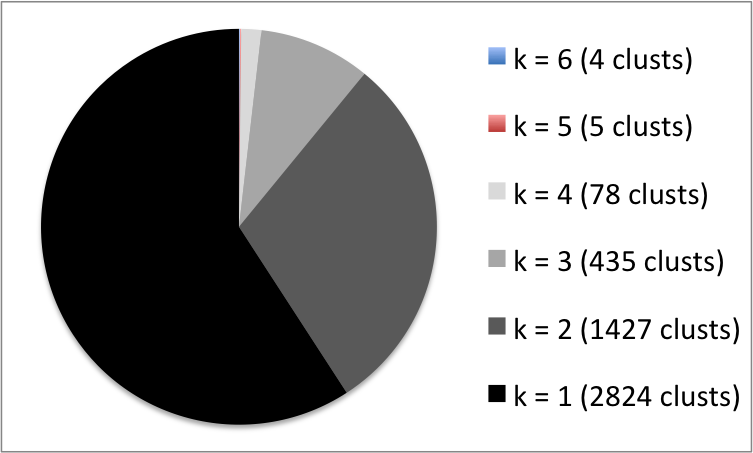 k = 6 (4 clusts)
k = 5 (5 clusts)
k = 4 (78 clusts)
k = 3 (435 clusts)
k = 2 (1427 clusts)
k = 1 (2824 clusts)